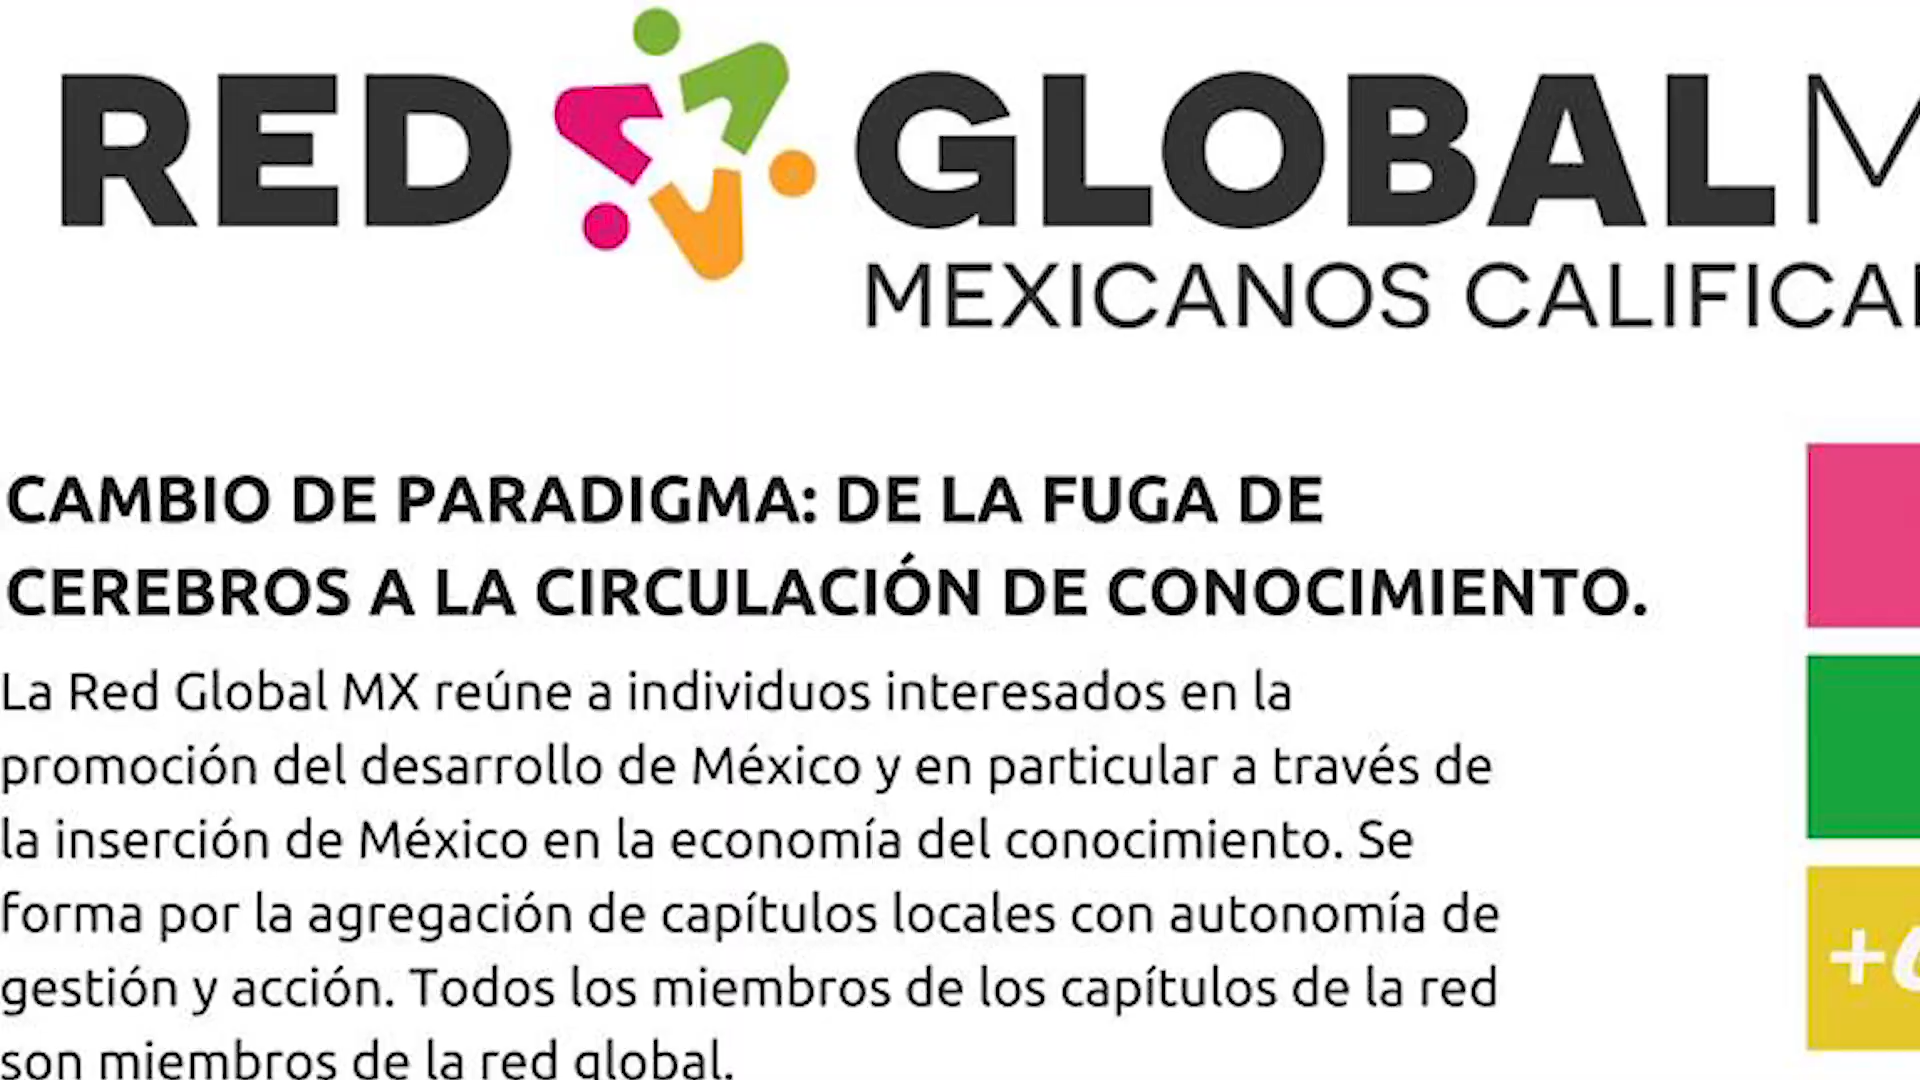 RED GLOBAL
MEXICANOS
CAMBIO DE PARADIGMA: DE LA FUGA DE
CEREBROS A LA CIRCULACIÓN DE CONOCIMIENTO.
La Red Global MX reúne a individuos interesados en la
promoción del desarrollo de México y en particular a través de
la inserción de México en la economía del conocimiento. Se
forma por la agregación de capítulos locales con autonomía de
gestión y acción. Todos los miembros de los capítulos de la red
son miembros de la red global.